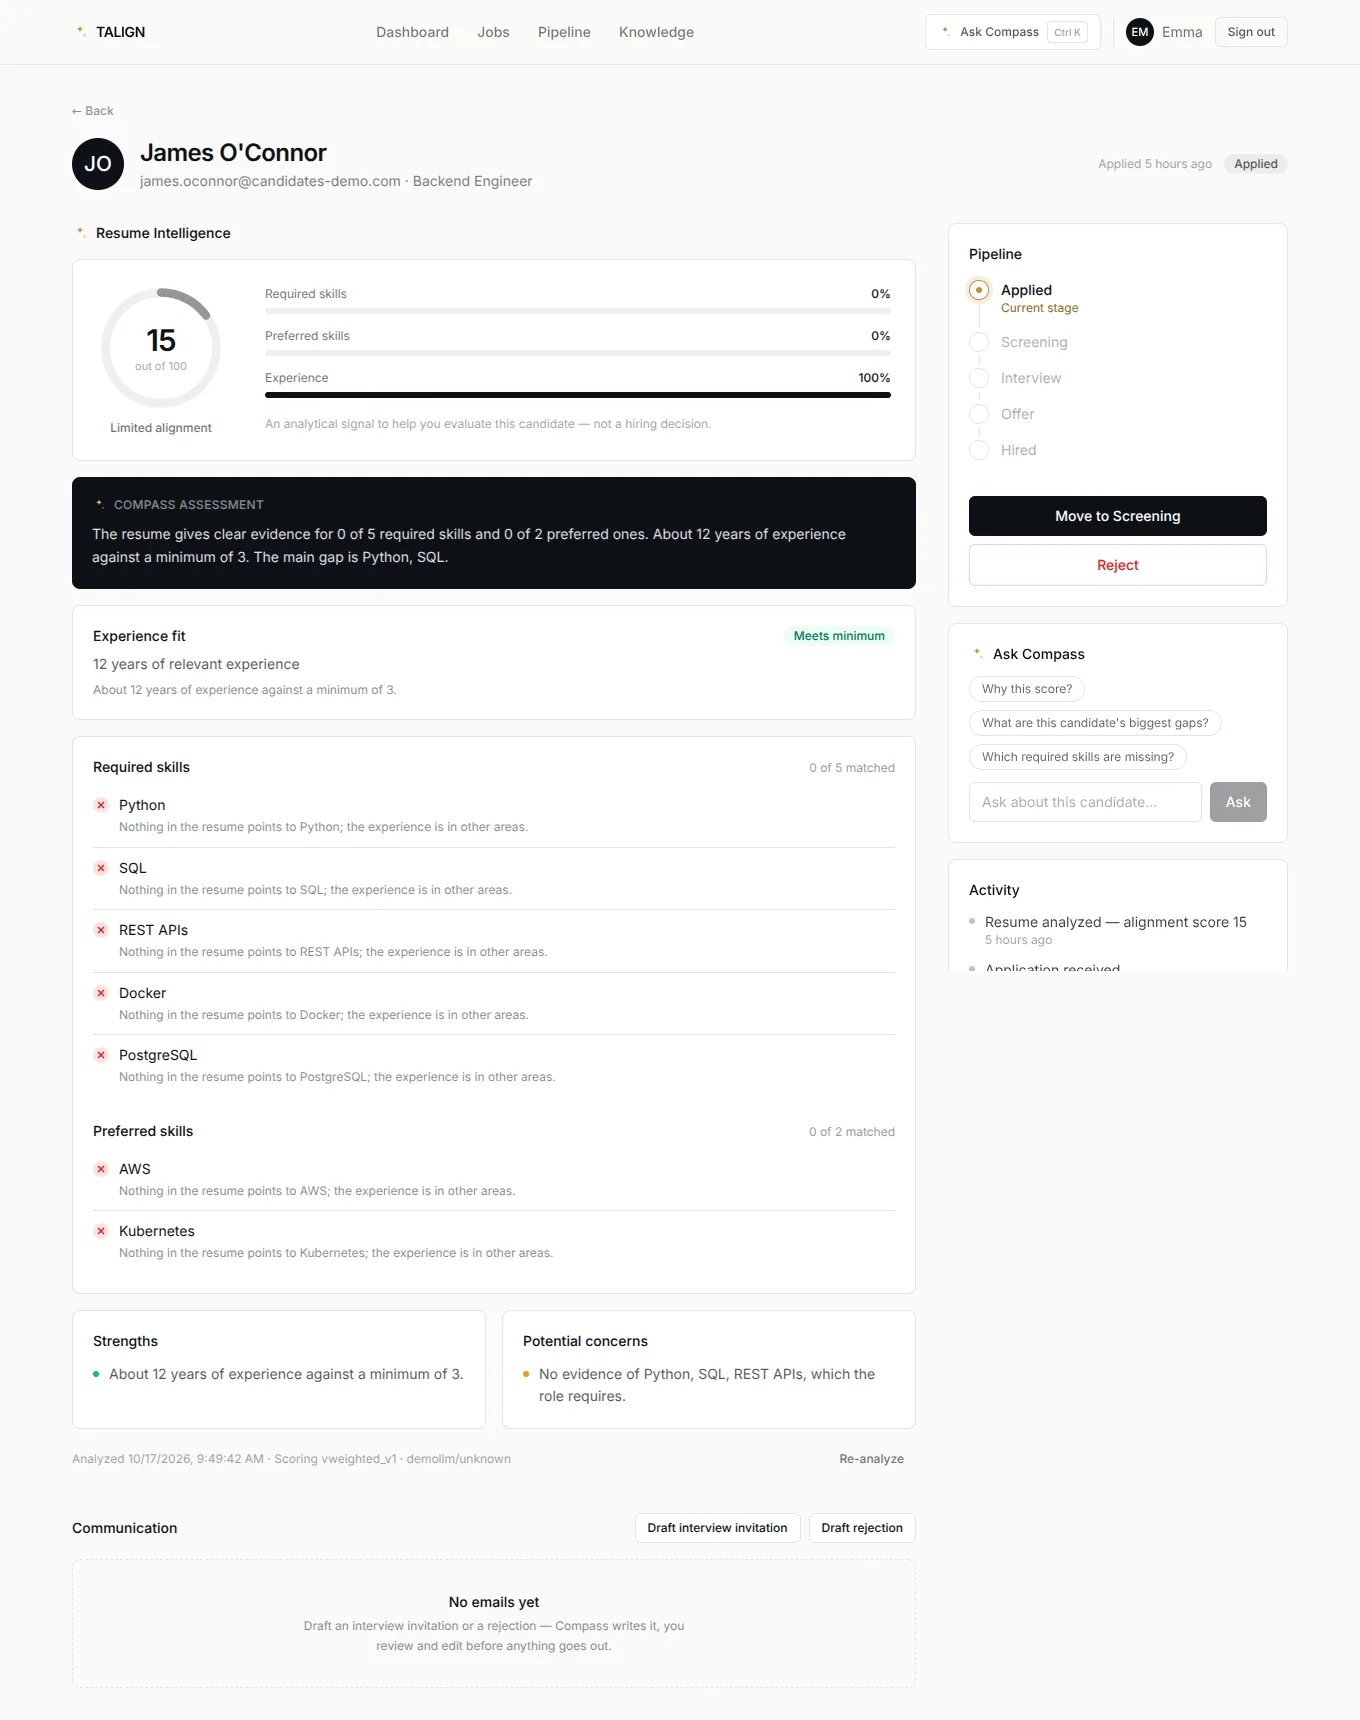 TALIGN
Dashboard
Jobs
Pipeline
Knowledge
Ask Compass Ctrl K
EM
Emma
Sign out
← Back
JO
James O'Connor
james.oconnor@candidates-demo.com · Backend Engineer
Applied 5 hours ago
Applied
Resume Intelligence
15
out of 100
Limited alignment
Required skills 0%
Preferred skills 0%
Experience 100%
An analytical signal to help you evaluate this candidate — not a hiring decision.
COMPASS ASSESSMENT
The resume gives clear evidence for 0 of 5 required skills and 0 of 2 preferred ones. About 12 years of experience
against a minimum of 3. The main gap is Python, SQL.
Experience fit
Meets minimum
12 years of relevant experience
About 12 years of experience against a minimum of 3.
Required skills
0 of 5 matched
Python
Nothing in the resume points to Python; the experience is in other areas.
SQL
Nothing in the resume points to SQL; the experience is in other areas.
REST APIs
Nothing in the resume points to REST APIs; the experience is in other areas.
Docker
Nothing in the resume points to Docker; the experience is in other areas.
PostgreSQL
Nothing in the resume points to PostgreSQL; the experience is in other areas.
Preferred skills
0 of 2 matched
AWS
Nothing in the resume points to AWS; the experience is in other areas.
Kubernetes
Nothing in the resume points to Kubernetes; the experience is in other areas.
Strengths
About 12 years of experience against a minimum of 3.
Potential concerns
No evidence of Python, SQL, REST APIs, which the
role requires.
Analyzed 10/17/2026, 9:49:42 AM · Scoring vweighted_v1 · demollm/unknown
Re-analyze
Communication
Draft interview invitation
Draft rejection
No emails yet
Draft an interview invitation or a rejection — Compass writes it, you
review and edit before anything goes out.
Pipeline
Applied
Current stage
Screening
Interview
Offer
Hired
Move to Screening
Reject
Ask Compass
Why this score?
What are this candidate's biggest gaps?
Which required skills are missing?
Ask about this candidate...
Ask
Activity
Resume analyzed — alignment score 15
5 hours ago
Application received